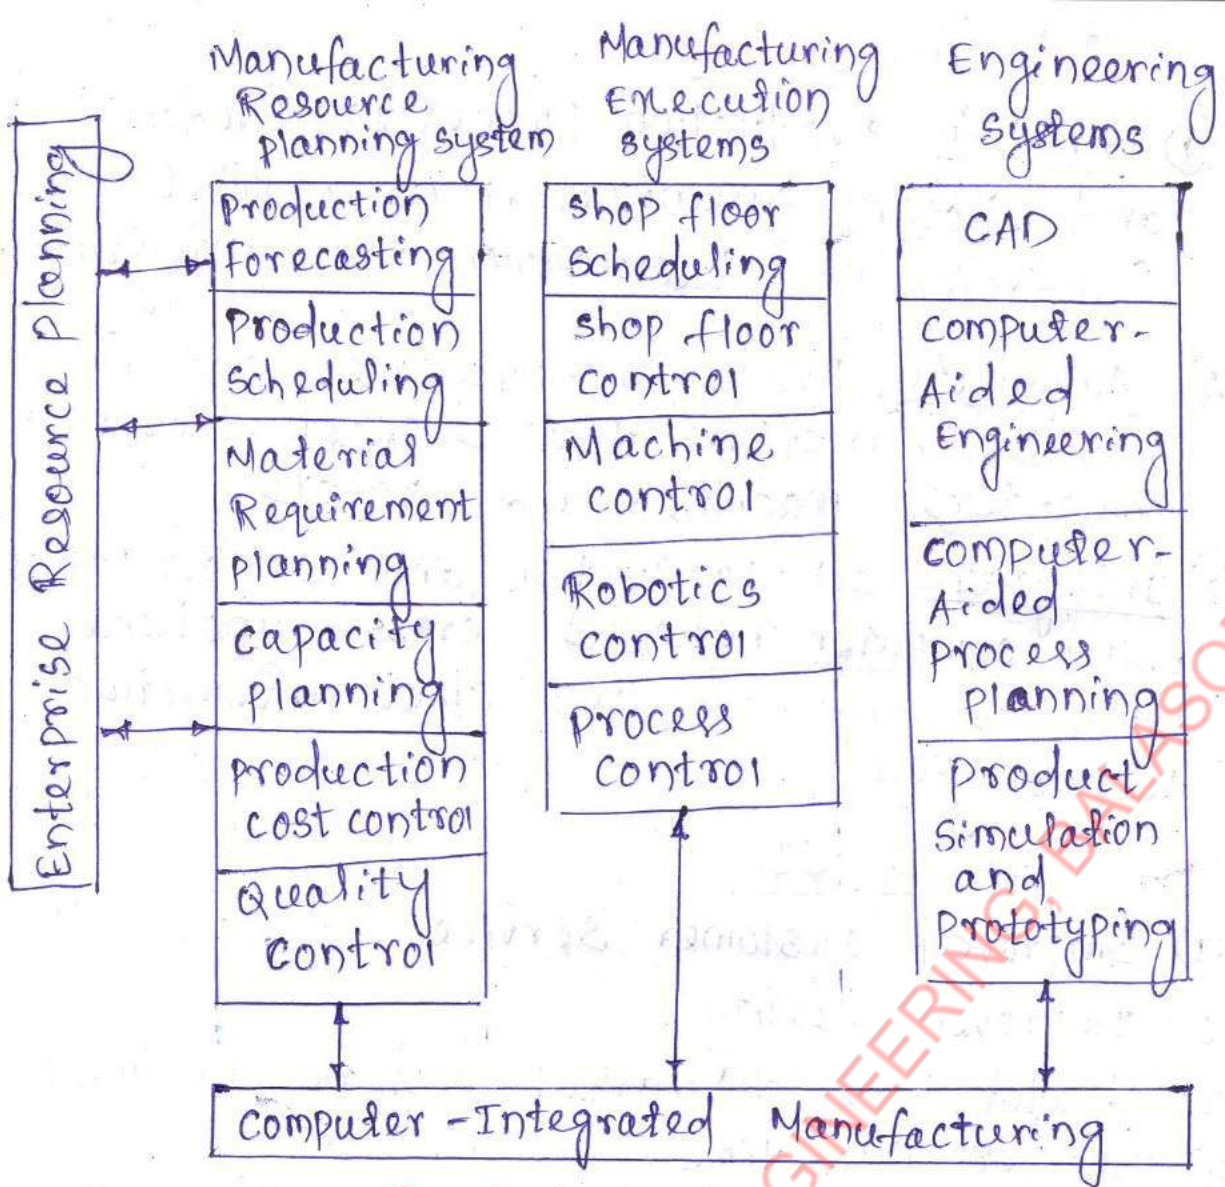 Manufacturing
Resource
planning system
Manufacturing
Execution
systems
Engineering
systems
Enterprise Resource planning
production
forecasting
production
scheduling
Material
Requirement
planning
capacity
planning
production
cost control
Quality
control
shop floor
scheduling
shop floor
control
Machine
control
Robotics
control
process
control
CAD
computer-
Aided
Engineering
computer-
Aided
process
planning
product
simulation
and
prototyping
computer-Integrated Manufacturing